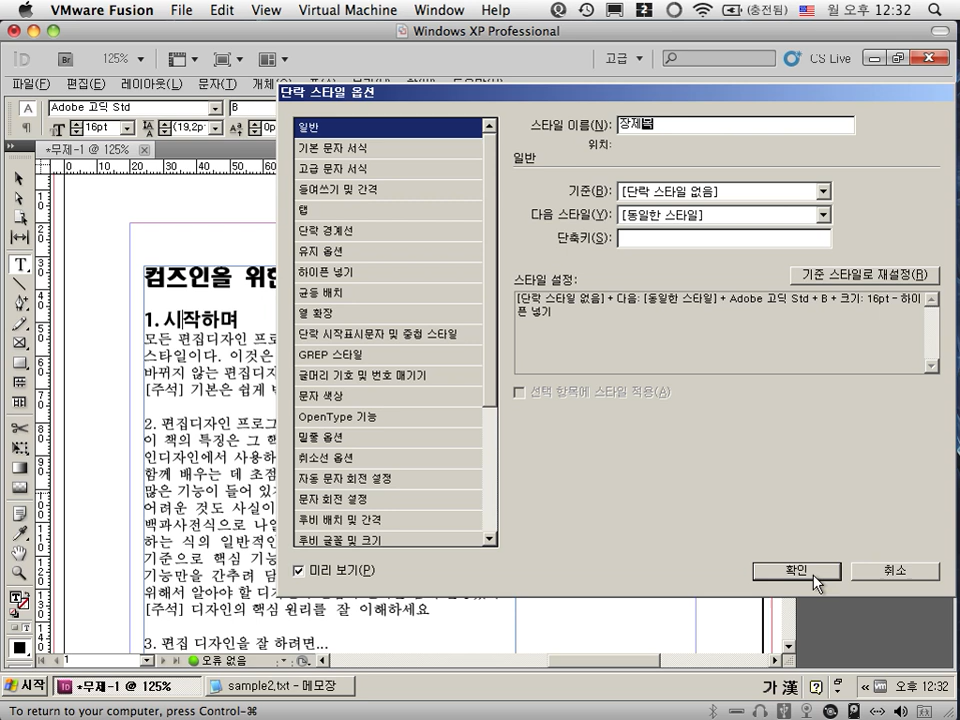 VMware Fusion File Edit View Virtual Machine Window Help (충전됨) 월 오후 12:32
Windows XP Professional
Id Br 125% 고급 CS Live
파일(F) 편집(E) 레이아웃(L) 문자(T)
단락 스타일 옵션
A Adobe 고딕 Std B
16pt (19,2p 0p
*무제-1 @ 125%
0 10 20 30 40 50 60
일반
기본 문자 서식
고급 문자 서식
들여쓰기 및 간격
탭
단락 경계선
유지 옵션
하이픈 넣기
균등 배치
열 확장
단락 시작표시문자 및 중첩 스타일
GREP 스타일
글머리 기호 및 번호 매기기
문자 색상
OpenType 기능
밑줄 옵션
취소선 옵션
자동 문자 회전 설정
문자 회전 설정
루비 배치 및 간격
루비 글꼴 및 크기
스타일 이름(N): 장제목
위치:
일반
기준(B): [단락 스타일 없음]
다음 스타일(Y): [동일한 스타일]
단축키(S):
기준 스타일로 재설정(R)
스타일 설정:
[단락 스타일 없음] + 다음: [동일한 스타일] + Adobe 고딕 Std + B + 크기: 16pt - 하이
픈 넣기
선택 항목에 스타일 적용(A)
미리 보기(P)
확인 취소
컴즈인을 위한
1. 시작하며
모든 편집디자인 프로
스타일이다. 이것은
바뀌지 않는 편집디
[주석] 기본은 쉽게
2. 편집디자인 프로그
이 책의 특징은 그 핵
인디자인에서 사용하
함께 배우는 데 초점
많은 기능이 들어 있
어려운 것도 사실이
백과사전식으로 나열
하는 식의 일반적인
기준으로 핵심 기능
기능만을 간추려 담
위해서 알아야 할 디
[주석] 디자인의 핵심 원리를 잘 이해하세요
3. 편집 디자인을 잘 하려면...
1 오류 없음
시작 *무제-1 @ 125% sample2.txt - 메모장 가 漢 오후 12:32
To return to your computer, press Control-⌘